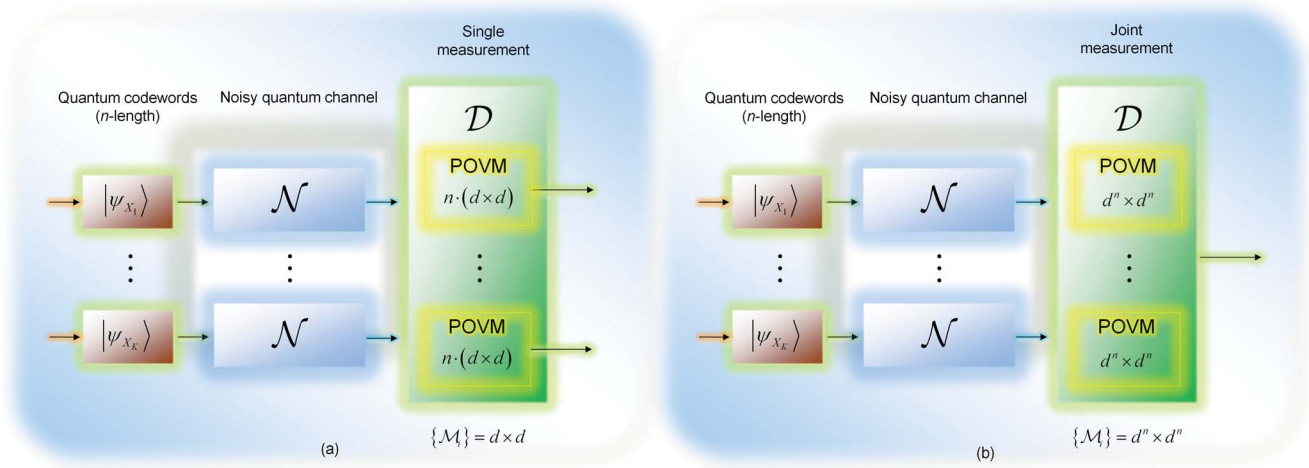 Single
measurement
Quantum codewords
(n-length)
Noisy quantum channel
𝒟
|ψ_{X_1}⟩
𝒩
POVM
n·(d×d)
⋮
⋮
⋮
|ψ_{X_K}⟩
𝒩
POVM
n·(d×d)
{ℳ_i} = d×d
(a)
Joint
measurement
Quantum codewords
(n-length)
Noisy quantum channel
𝒟
|ψ_{X_1}⟩
𝒩
POVM
d^n × d^n
⋮
⋮
⋮
|ψ_{X_K}⟩
𝒩
POVM
d^n × d^n
{ℳ_i} = d^n × d^n
(b)